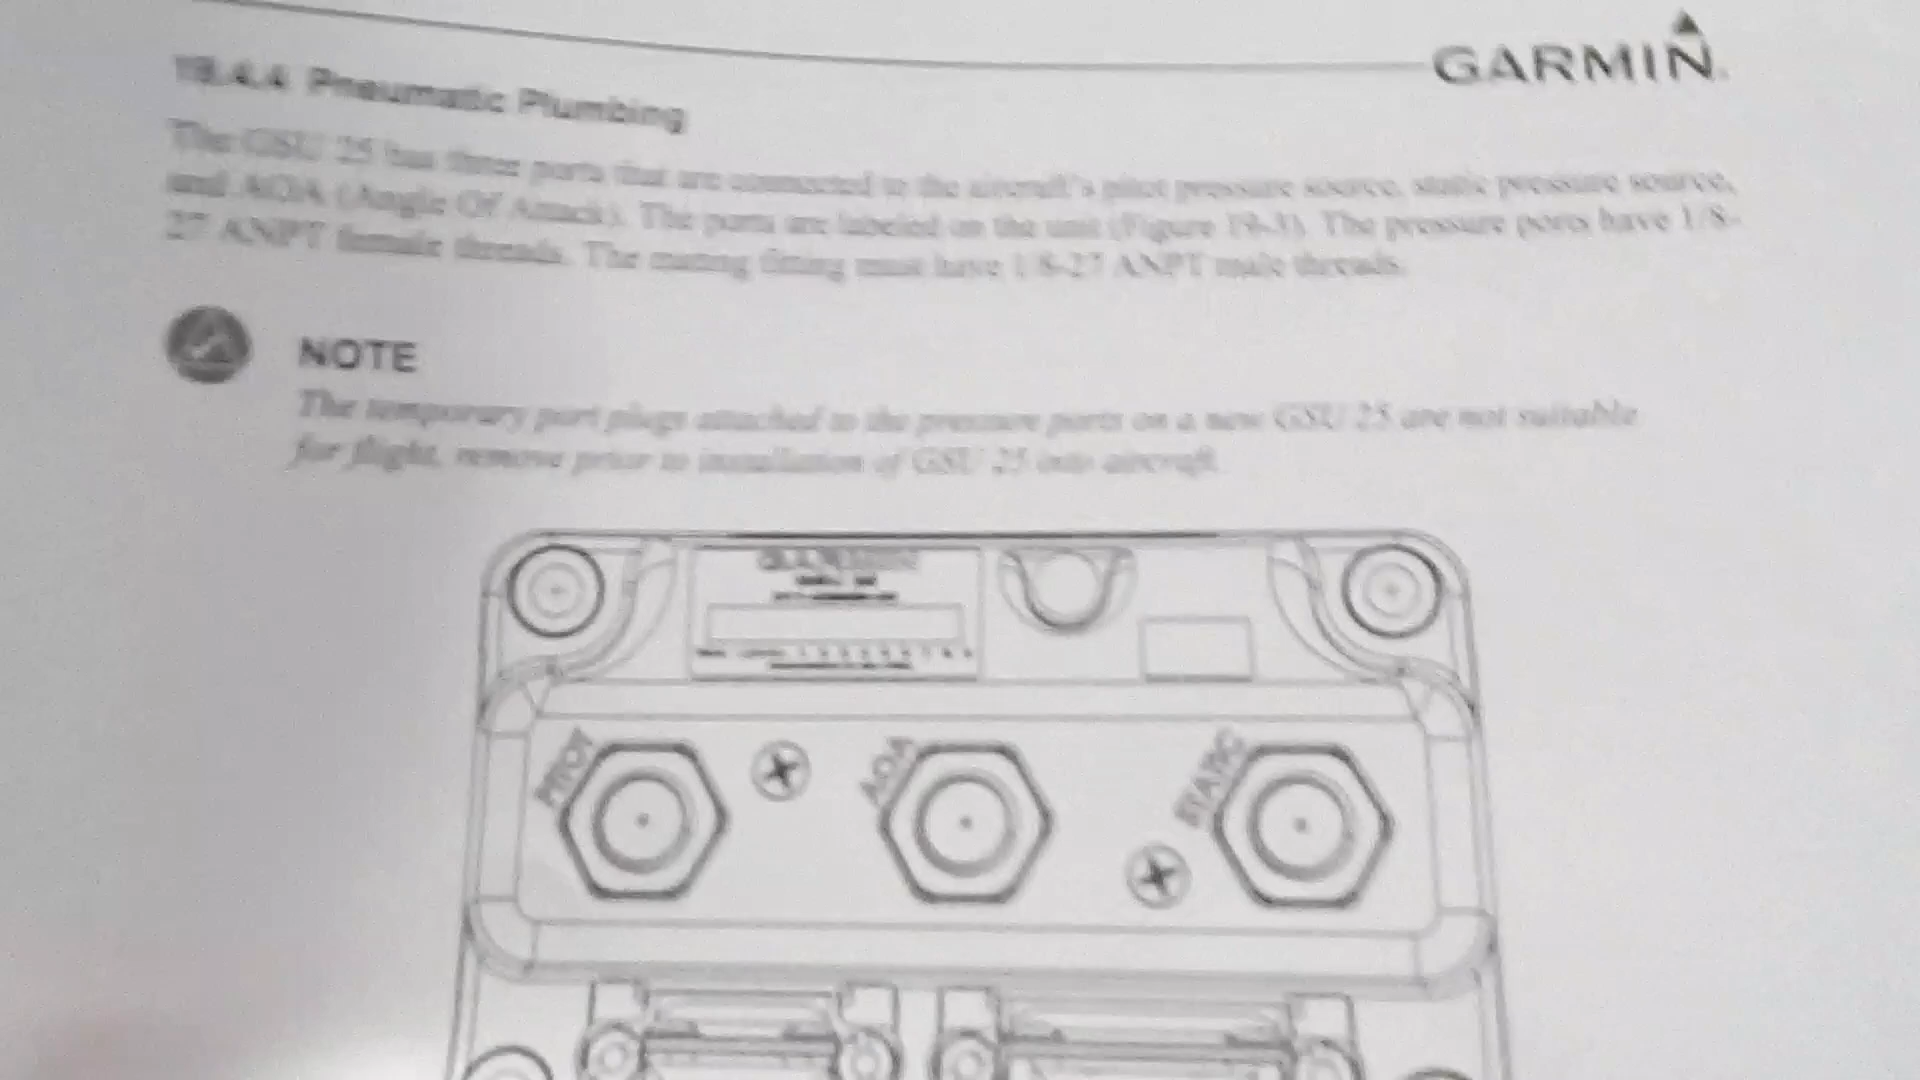 GARMIN
19.4.4 Pneumatic Plumbing
The GSU 25 has three ports that are connected to the aircraft's pitot pressure source, static pressure source,
and AOA (Angle Of Attack). The ports are labeled on the unit (Figure 19-3). The pressure ports have 1/8-
27 ANPT female threads. The mating fitting must have 1/8-27 ANPT male threads.
NOTE
The temporary port plugs attached to the pressure ports on a new GSU 25 are not suitable
for flight, remove prior to installation of GSU 25 into aircraft.
GARMIN
PITOT
AOA
STATIC